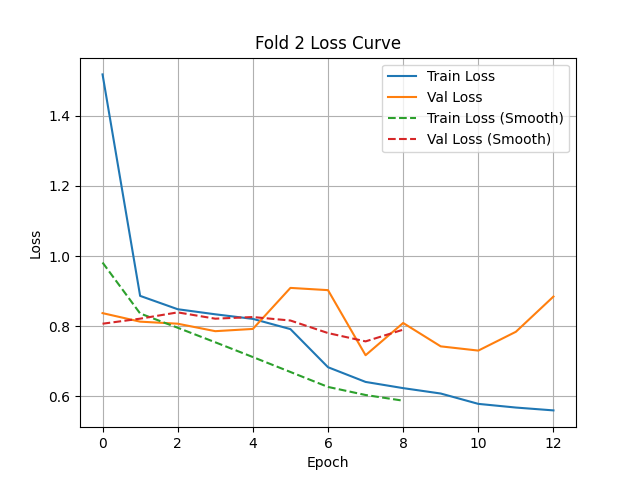 Fold 2 Loss Curve
Train Loss
Val Loss
Train Loss (Smooth)
Val Loss (Smooth)
Loss
1.4
1.2
1.0
0.8
0.6
0 2 4 6 8 10 12
Epoch